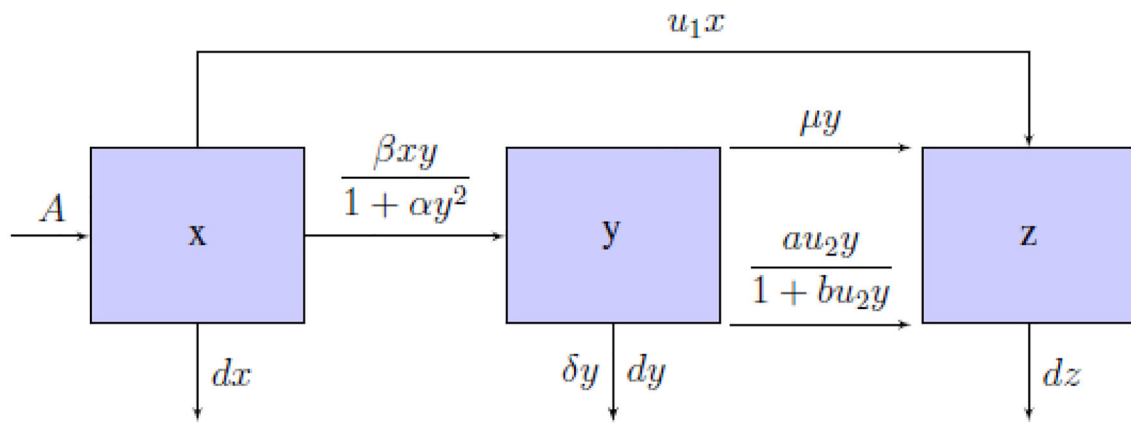 u₁x
βxy
1 + αy²
μy
A
x
y
z
au₂y
1 + bu₂y
dx
δy dy
dz